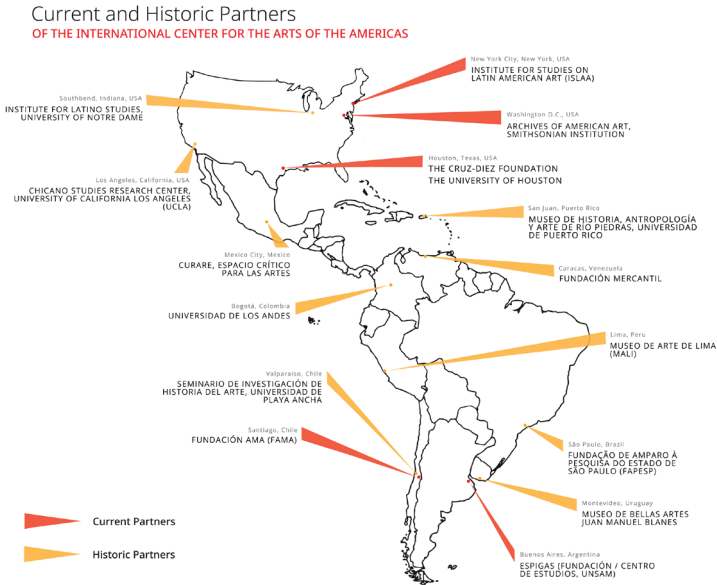 Current and Historic Partners
OF THE INTERNATIONAL CENTER FOR THE ARTS OF THE AMERICAS
New York City, New York, USA
INSTITUTE FOR STUDIES ON
LATIN AMERICAN ART (ISLAA)
Southbend, Indiana, USA
INSTITUTE FOR LATINO STUDIES,
UNIVERSITY OF NOTRE DAME
Washington D.C., USA
ARCHIVES OF AMERICAN ART,
SMITHSONIAN INSTITUTION
Houston, Texas, USA
THE CRUZ-DIEZ FOUNDATION
THE UNIVERSITY OF HOUSTON
Los Angeles, California, USA
CHICANO STUDIES RESEARCH CENTER,
UNIVERSITY OF CALIFORNIA LOS ANGELES
(UCLA)
San Juan, Puerto Rico
MUSEO DE HISTORIA, ANTROPOLOGÍA
Y ARTE DE RÍO PIEDRAS, UNIVERSIDAD
DE PUERTO RICO
Mexico City, Mexico
CURARE, ESPACIO CRÍTICO
PARA LAS ARTES
Caracas, Venezuela
FUNDACIÓN MERCANTIL
Bogotá, Colombia
UNIVERSIDAD DE LOS ANDES
Lima, Peru
MUSEO DE ARTE DE LIMA
(MALI)
Valparaíso, Chile
SEMINARIO DE INVESTIGACIÓN DE
HISTORIA DEL ARTE, UNIVERSIDAD DE
PLAYA ANCHA
Santiago, Chile
FUNDACIÓN AMA (FAMA)
São Paulo, Brazil
FUNDAÇÃO DE AMPARO À
PESQUISA DO ESTADO DE
SÃO PAULO (FAPESP)
Montevideo, Uruguay
MUSEO DE BELLAS ARTES
JUAN MANUEL BLANES
Buenos Aires, Argentina
ESPIGAS (FUNDACIÓN / CENTRO
DE ESTUDIOS, UNSAM)
Current Partners
Historic Partners